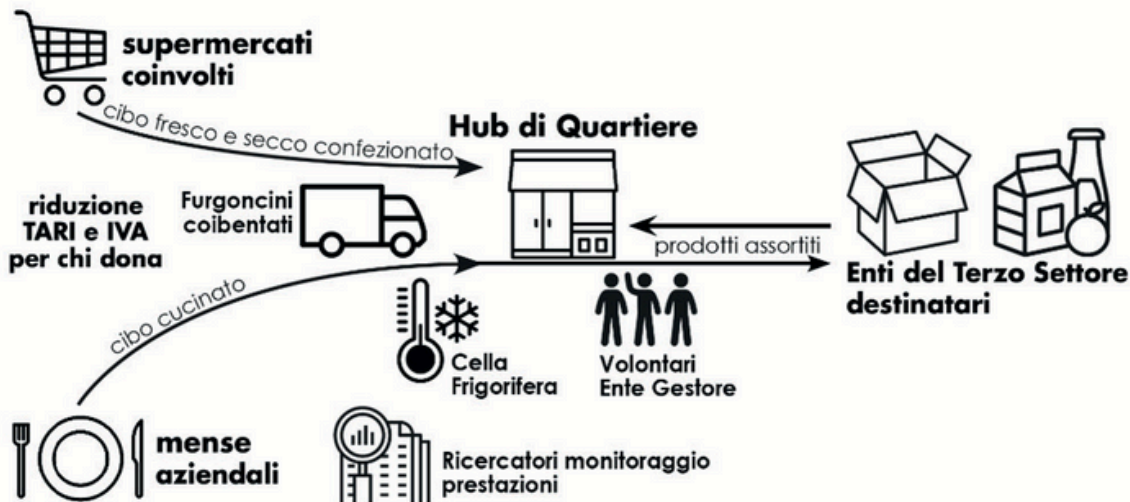 supermercati
coinvolti
cibo fresco e secco confezionato
Hub di Quartiere
riduzione
TARI e IVA
per chi dona
Furgoncini
coibentati
prodotti assortiti
Enti del Terzo Settore
destinatari
cibo cucinato
Cella
Frigorifera
Volontari
Ente Gestore
mense
aziendali
Ricercatori monitoraggio
prestazioni